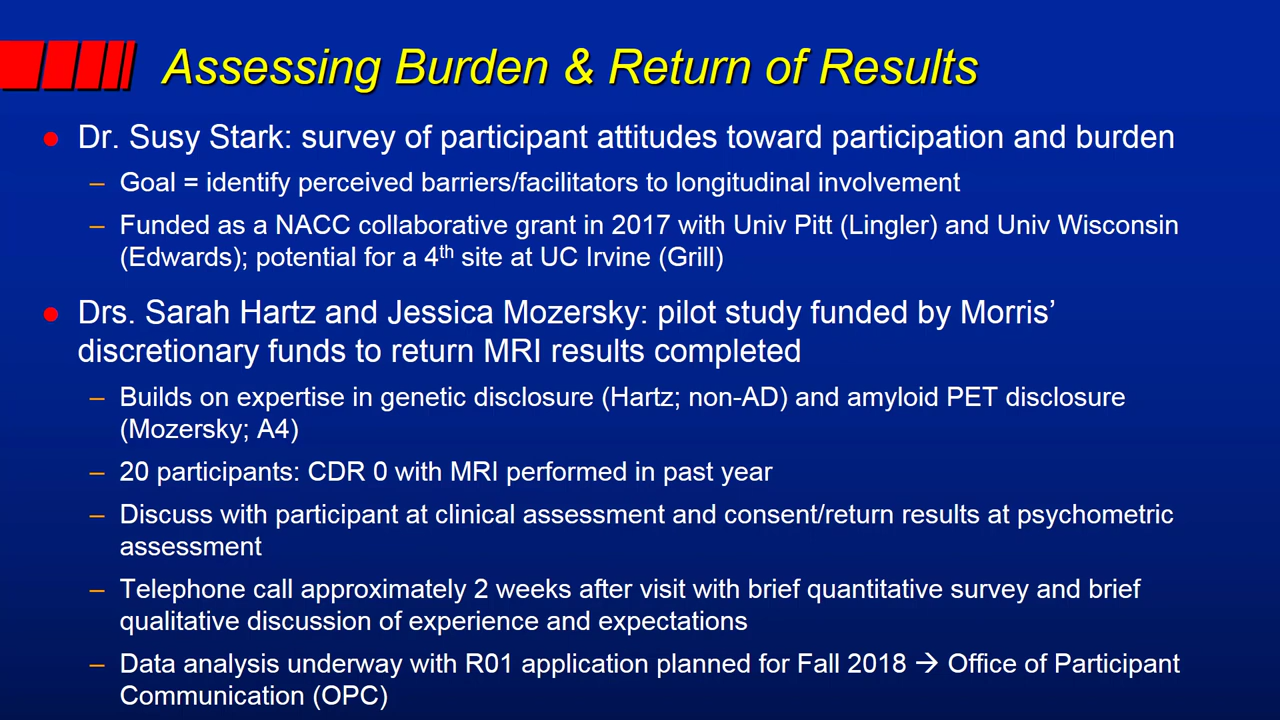 Assessing Burden & Return of Results
● Dr. Susy Stark: survey of participant attitudes toward participation and burden
– Goal = identify perceived barriers/facilitators to longitudinal involvement
– Funded as a NACC collaborative grant in 2017 with Univ Pitt (Lingler) and Univ Wisconsin
(Edwards); potential for a 4th site at UC Irvine (Grill)
● Drs. Sarah Hartz and Jessica Mozersky: pilot study funded by Morris’
discretionary funds to return MRI results completed
– Builds on expertise in genetic disclosure (Hartz; non-AD) and amyloid PET disclosure
(Mozersky; A4)
– 20 participants: CDR 0 with MRI performed in past year
– Discuss with participant at clinical assessment and consent/return results at psychometric
assessment
– Telephone call approximately 2 weeks after visit with brief quantitative survey and brief
qualitative discussion of experience and expectations
– Data analysis underway with R01 application planned for Fall 2018 → Office of Participant
Communication (OPC)